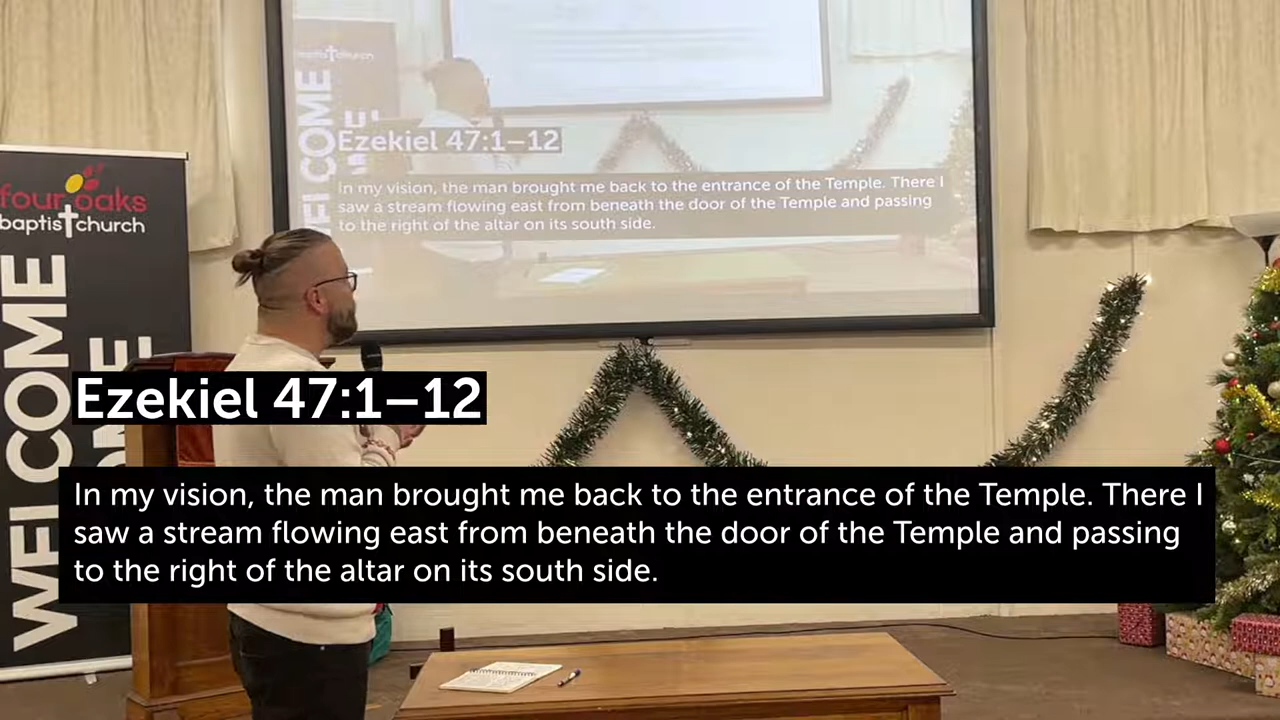 Ezekiel 47:1–12
In my vision, the man brought me back to the entrance of the Temple. There I
saw a stream flowing east from beneath the door of the Temple and passing
to the right of the altar on its south side.
four oaks
baptist church
WELCOME
Ezekiel 47:1–12
In my vision, the man brought me back to the entrance of the Temple. There I
saw a stream flowing east from beneath the door of the Temple and passing
to the right of the altar on its south side.